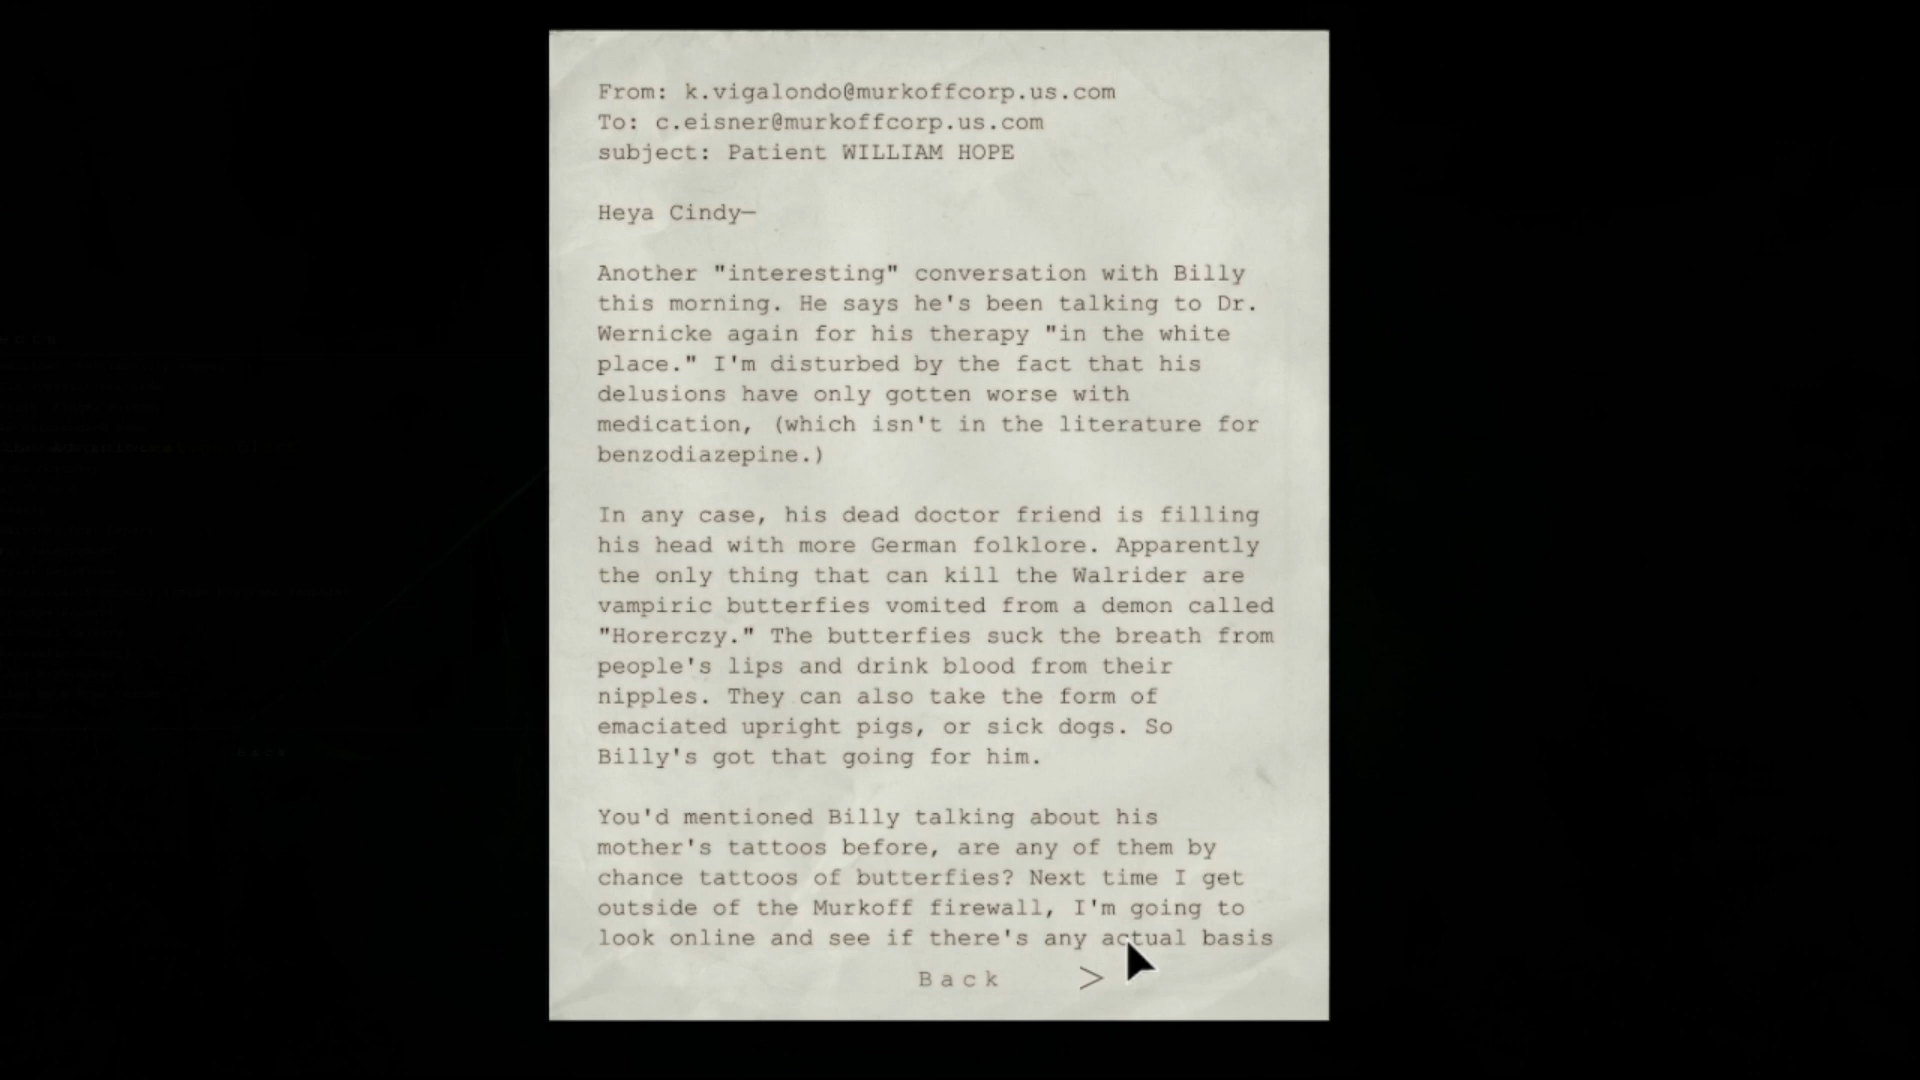 From: k.vigalondo@murkoffcorp.us.com
To: c.eisner@murkoffcorp.us.com
subject: Patient WILLIAM HOPE
Heya Cindy—
Another "interesting" conversation with Billy
this morning. He says he's been talking to Dr.
Wernicke again for his therapy "in the white
place." I'm disturbed by the fact that his
delusions have only gotten worse with
medication, (which isn't in the literature for
benzodiazepine.)
In any case, his dead doctor friend is filling
his head with more German folklore. Apparently
the only thing that can kill the Walrider are
vampiric butterfies vomited from a demon called
"Horerczy." The butterfies suck the breath from
people's lips and drink blood from their
nipples. They can also take the form of
emaciated upright pigs, or sick dogs. So
Billy's got that going for him.
You'd mentioned Billy talking about his
mother's tattoos before, are any of them by
chance tattoos of butterfies? Next time I get
outside of the Murkoff firewall, I'm going to
look online and see if there's any actual basis
Back >